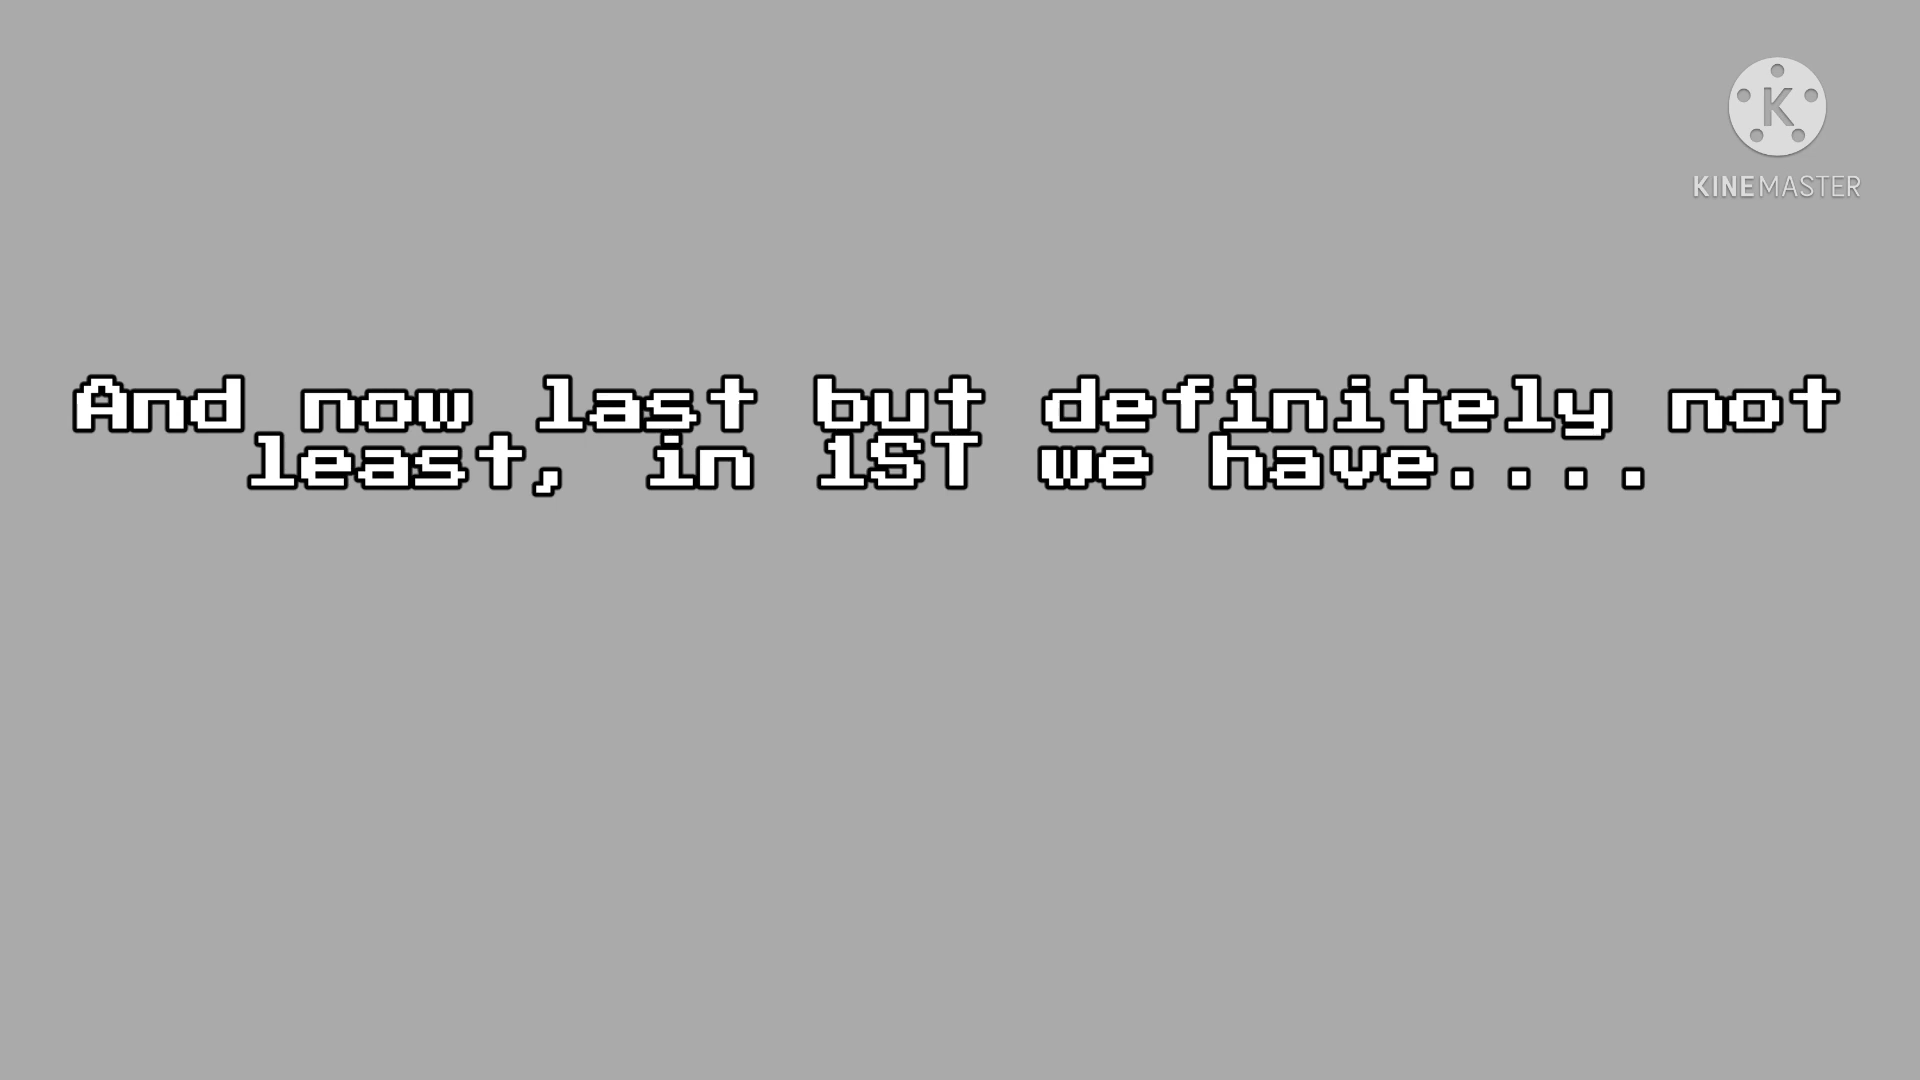 K
KINEMASTER
And now last but definitely not
least, in 1ST we have....